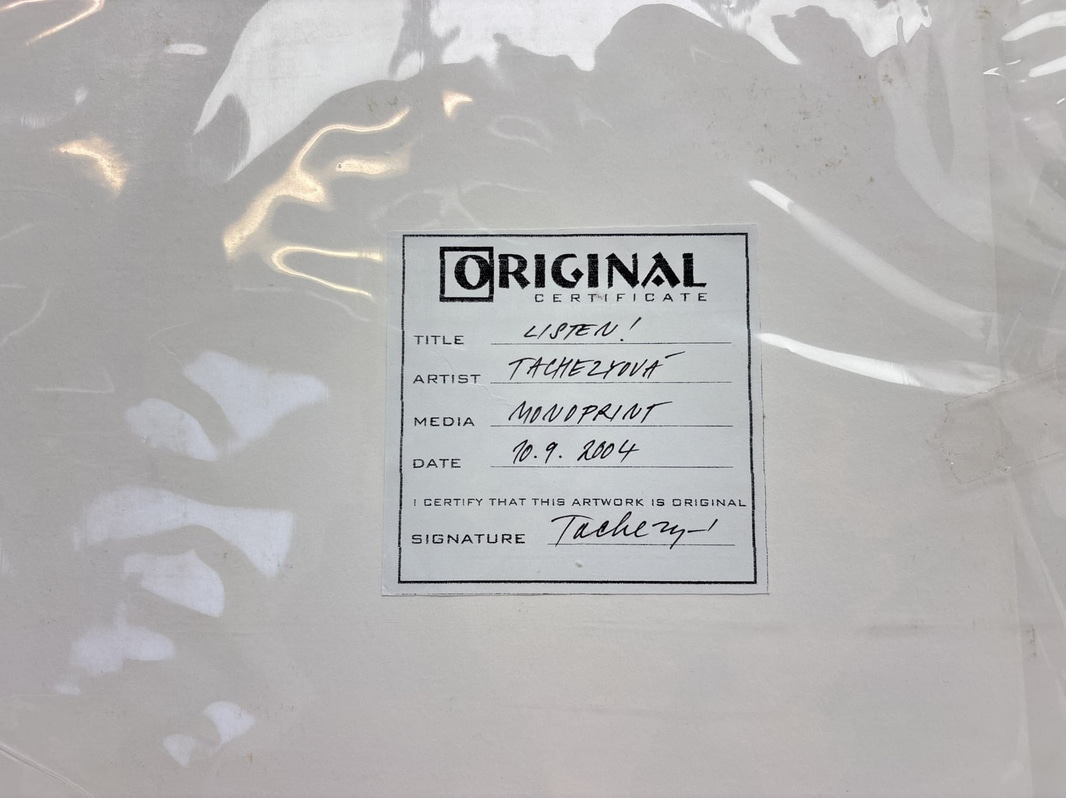 ORIGINAL
CERTIFICATE
TITLE LISTEN!
ARTIST TACHEZYOVÁ
MEDIA MONOPRINT
DATE 10.9.2004
I CERTIFY THAT THIS ARTWORK IS ORIGINAL
SIGNATURE Tachezy